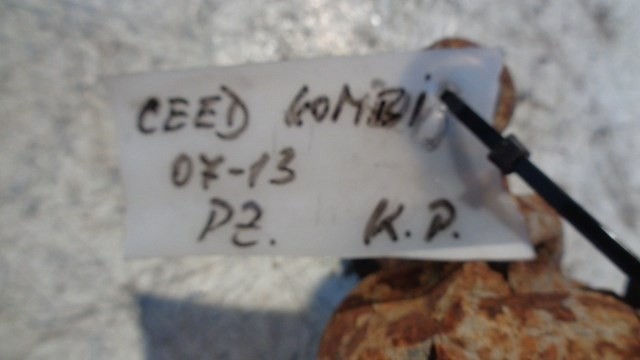 CEED KOMBi
07-13
PZ. K.P.